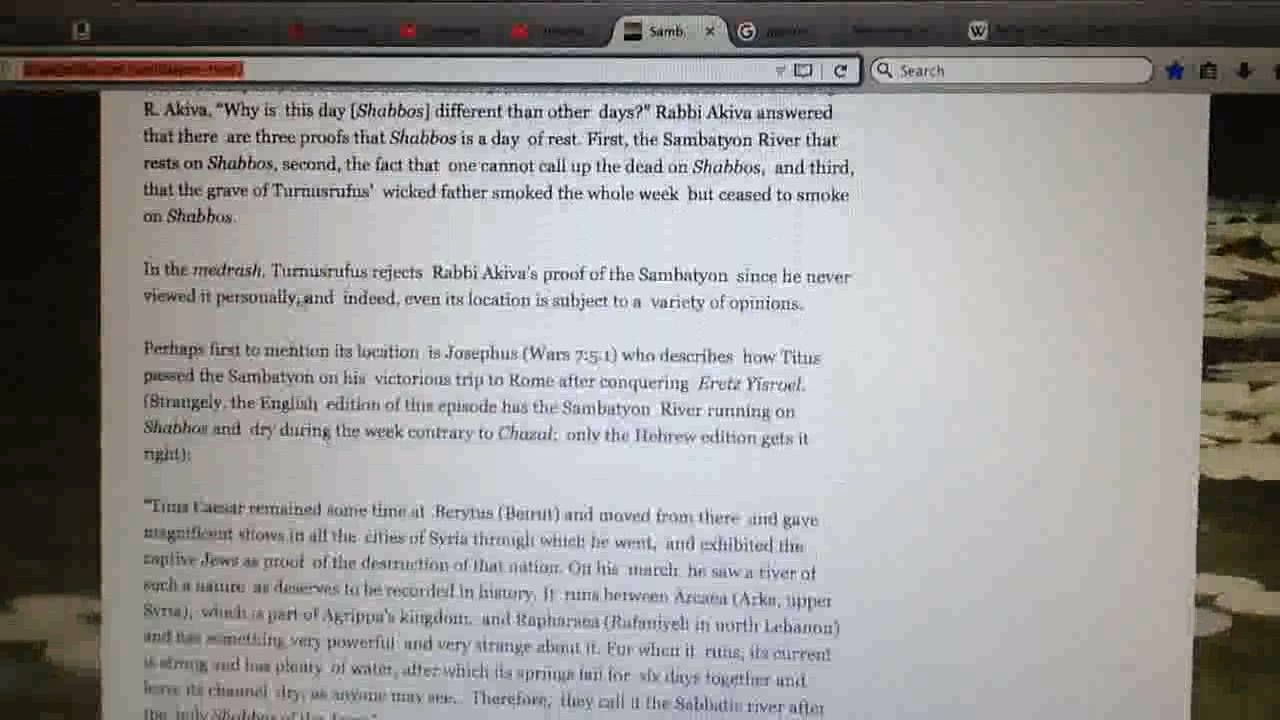 Samb
Search
R. Akiva, "Why is this day [Shabbos] different than other days?" Rabbi Akiva answered
that there are three proofs that Shabbos is a day of rest. First, the Sambatyon River that
rests on Shabbos, second, the fact that one cannot call up the dead on Shabbos, and third,
that the grave of Turnusrufus' wicked father smoked the whole week but ceased to smoke
on Shabbos.
In the medrash, Turnusrufus rejects Rabbi Akiva's proof of the Sambatyon since he never
viewed it personally, and indeed, even its location is subject to a variety of opinions.
Perhaps first to mention its location is Josephus (Wars 7:5:1) who describes how Titus
passed the Sambatyon on his victorious trip to Rome after conquering Eretz Yisroel.
(Strangely, the English edition of this episode has the Sambatyon River running on
Shabbos and dry during the week contrary to Chazal; only the Hebrew edition gets it
right):
"Titus Caesar remained some time at Berytus (Beirut) and moved from there and gave
magnificent shows in all the cities of Syria through which he went, and exhibited the
captive Jews as proof of the destruction of that nation. On his march he saw a river of
such a nature as deserves to be recorded in history. It runs between Arcaea (Arka, upper
Syria), which is part of Agrippa's kingdom, and Raphanaea (Rafaniyeh in north Lebanon)
and has something very powerful and very strange about it. For when it runs, its current
is strong and has plenty of water, after which its springs fail for six days together and
leave its channel dry, as anyone may see. Therefore, they call it the Sabbatic river after
the holy Shabbos of the